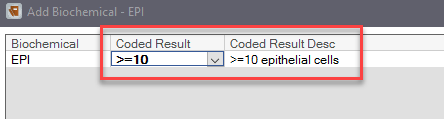 Add Biochemical - EPI
Biochemical Coded Result Coded Result Desc
EPI >=10 >=10 epithelial cells